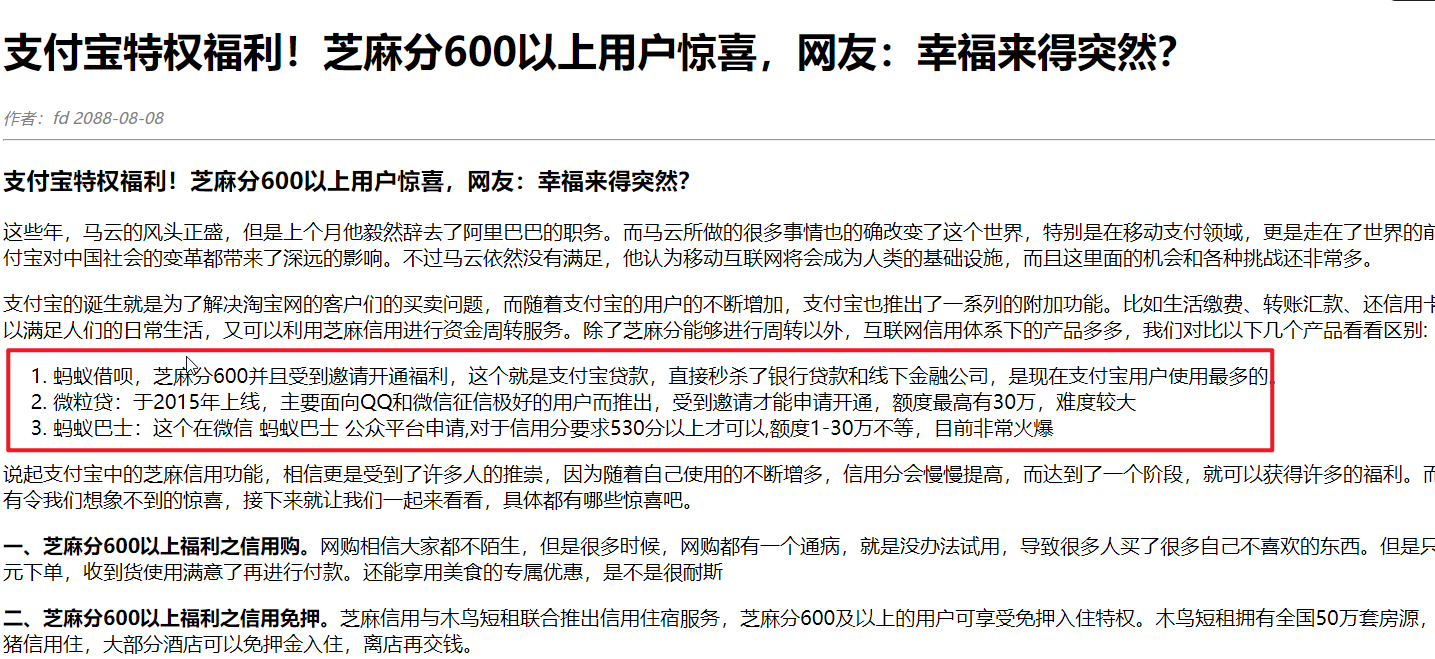 支付宝特权福利！芝麻分600以上用户惊喜，网友：幸福来得突然？
作者：fd 2088-08-08
支付宝特权福利！芝麻分600以上用户惊喜，网友：幸福来得突然？
这些年，马云的风头正盛，但是上个月他毅然辞去了阿里巴巴的职务。而马云所做的很多事情也的确改变了这个世界，特别是在移动支付领域，更是走在了世界的前
付宝对中国社会的变革都带来了深远的影响。不过马云依然没有满足，他认为移动互联网将会成为人类的基础设施，而且这里面的机会和各种挑战还非常多。
支付宝的诞生就是为了解决淘宝网的客户们的买卖问题，而随着支付宝的用户的不断增加，支付宝也推出了一系列的附加功能。比如生活缴费、转账汇款、还信用卡
以满足人们的日常生活，又可以利用芝麻信用进行资金周转服务。除了芝麻分能够进行周转以外，互联网信用体系下的产品多多，我们对比以下几个产品看看区别：
1. 蚂蚁借呗，芝麻分600并且受到邀请开通福利，这个就是支付宝贷款，直接秒杀了银行贷款和线下金融公司，是现在支付宝用户使用最多的。
2. 微粒贷：于2015年上线，主要面向QQ和微信征信极好的用户而推出，受到邀请才能申请开通，额度最高有30万，难度较大
3. 蚂蚁巴士：这个在微信 蚂蚁巴士 公众平台申请,对于信用分要求530分以上才可以,额度1-30万不等，目前非常火爆
说起支付宝中的芝麻信用功能，相信更是受到了许多人的推崇，因为随着自己使用的不断增多，信用分会慢慢提高，而达到了一个阶段，就可以获得许多的福利。而
有令我们想象不到的惊喜，接下来就让我们一起来看看，具体都有哪些惊喜吧。
一、芝麻分600以上福利之信用购。网购相信大家都不陌生，但是很多时候，网购都有一个通病，就是没办法试用，导致很多人买了很多自己不喜欢的东西。但是只
元下单，收到货使用满意了再进行付款。还能享用美食的专属优惠，是不是很耐斯
二、芝麻分600以上福利之信用免押。芝麻信用与木鸟短租联合推出信用住宿服务，芝麻分600及以上的用户可享受免押入住特权。木鸟短租拥有全国50万套房源，
猪信用住，大部分酒店可以免押金入住，离店再交钱。